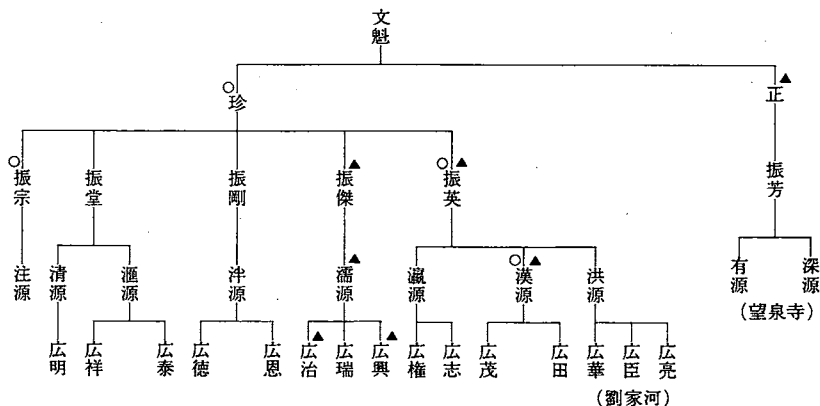 文魁
○珍
▲正
○振宗
振堂
振剛
▲振傑
○▲振英
振芳
注源
清源
滙源
泮源
▲濡源
瀛源
○▲漢源
洪源
有源
深源
(望泉寺)
広明
広祥
広泰
広徳
広恩
▲広治
広瑞
▲広興
広権
広志
広茂
広田
広華
広臣
広亮
(劉家河)